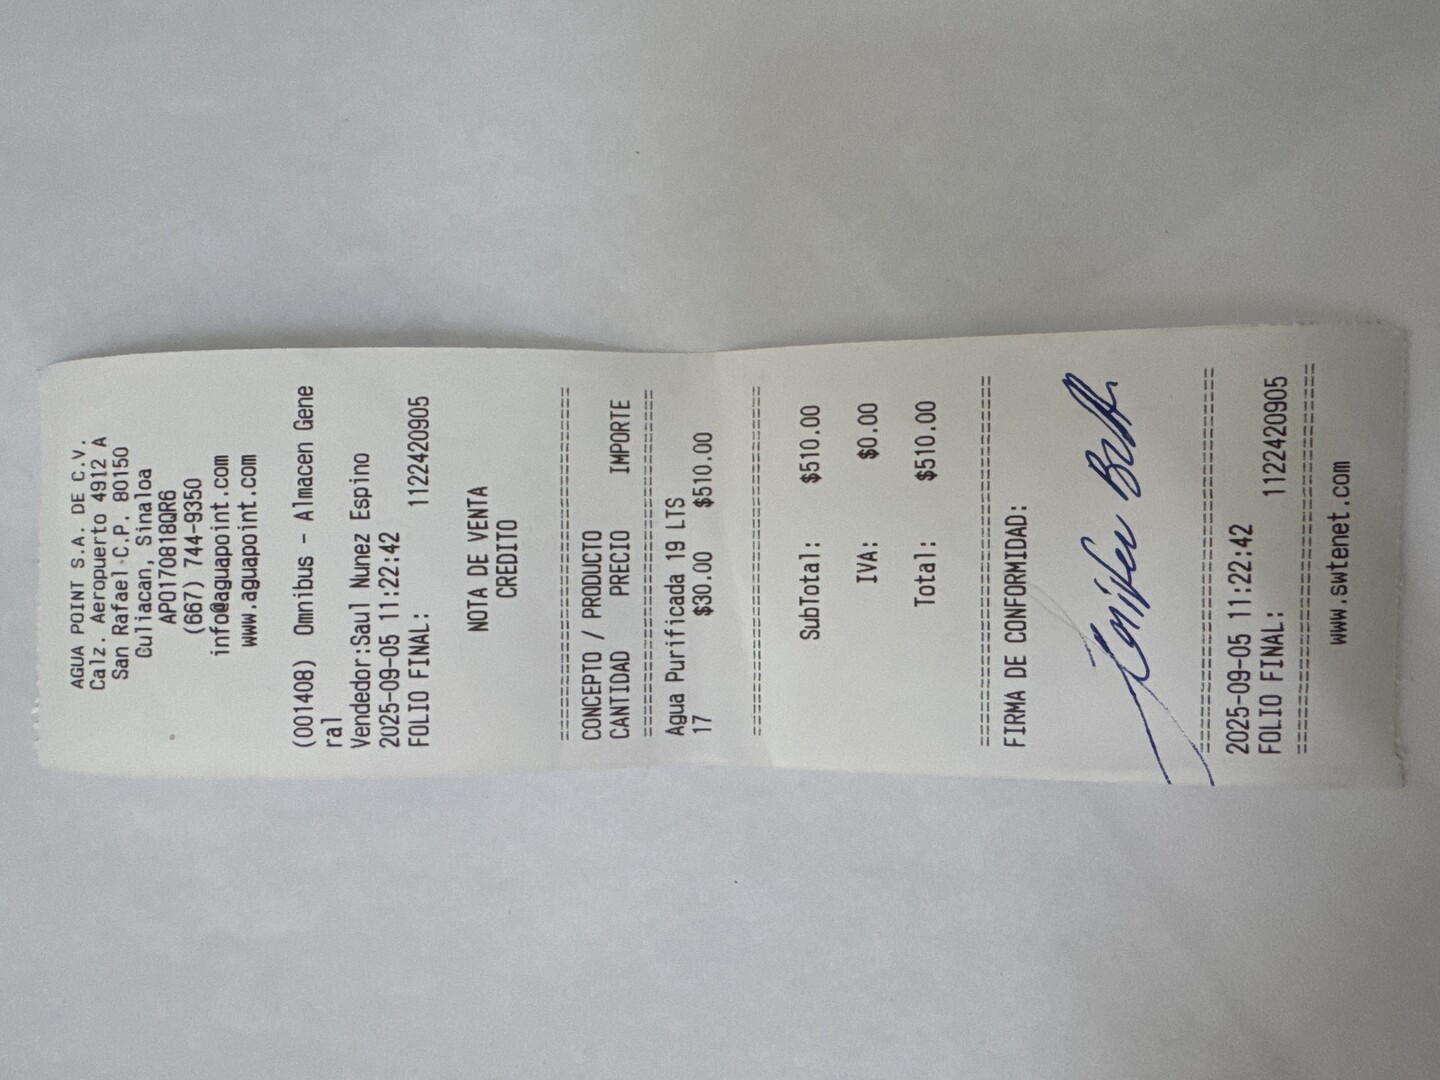 AGUA POINT S.A. DE C.V.
Calz. Aeropuerto 4912 A
San Rafael C.P. 80150
Culiacan, Sinaloa
APO170818QR6
(667) 744-9350
info@aguapoint.com
www.aguapoint.com
(001408) Omnibus - Almacen Gene
ral
Vendedor:Saul Nunez Espino
2025-09-05 11:22:42
FOLIO FINAL: 1122420905
NOTA DE VENTA
CREDITO
================================
CONCEPTO / PRODUCTO
CANTIDAD PRECIO IMPORTE
================================
Agua Purificada 19 LTS
17 $30.00 $510.00
================================
SubTotal: $510.00
IVA: $0.00
Total: $510.00
================================
FIRMA DE CONFORMIDAD:
================================
2025-09-05 11:22:42
FOLIO FINAL: 1122420905
================================
www.swtenet.com